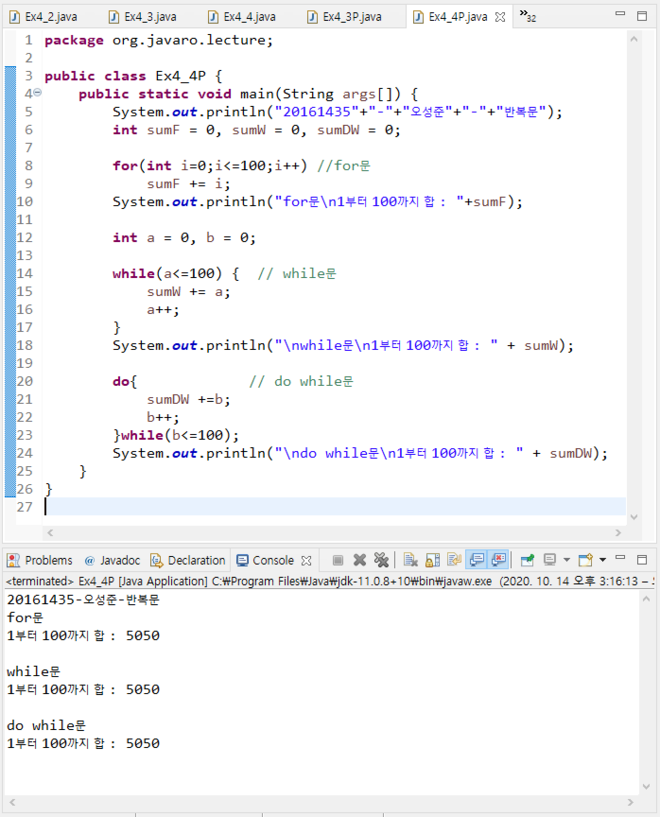 Ex4_2.java Ex4_3.java Ex4_4.java Ex4_3P.java Ex4_4P.java »32
1 package org.javaro.lecture;
2
3 public class Ex4_4P {
4 public static void main(String args[]) {
5 System.out.println("20161435"+"-"+"오성준"+"-"+"반복문");
6 int sumF = 0, sumW = 0, sumDW = 0;
7
8 for(int i=0;i<=100;i++) //for문
9 sumF += i;
10 System.out.println("for문\n1부터 100까지 합 : "+sumF);
11
12 int a = 0, b = 0;
13
14 while(a<=100) { // while문
15 sumW += a;
16 a++;
17 }
18 System.out.println("\nwhile문\n1부터 100까지 합 : " + sumW);
19
20 do{ // do while문
21 sumDW +=b;
22 b++;
23 }while(b<=100);
24 System.out.println("\ndo while문\n1부터 100까지 합 : " + sumDW);
25 }
26 }
27
Problems @ Javadoc Declaration Console
<terminated> Ex4_4P [Java Application] C:₩Program Files₩Java₩jdk-11.0.8+10₩bin₩javaw.exe (2020. 10. 14 오후 3:16:13 –
20161435-오성준-반복문
for문
1부터 100까지 합 : 5050
while문
1부터 100까지 합 : 5050
do while문
1부터 100까지 합 : 5050